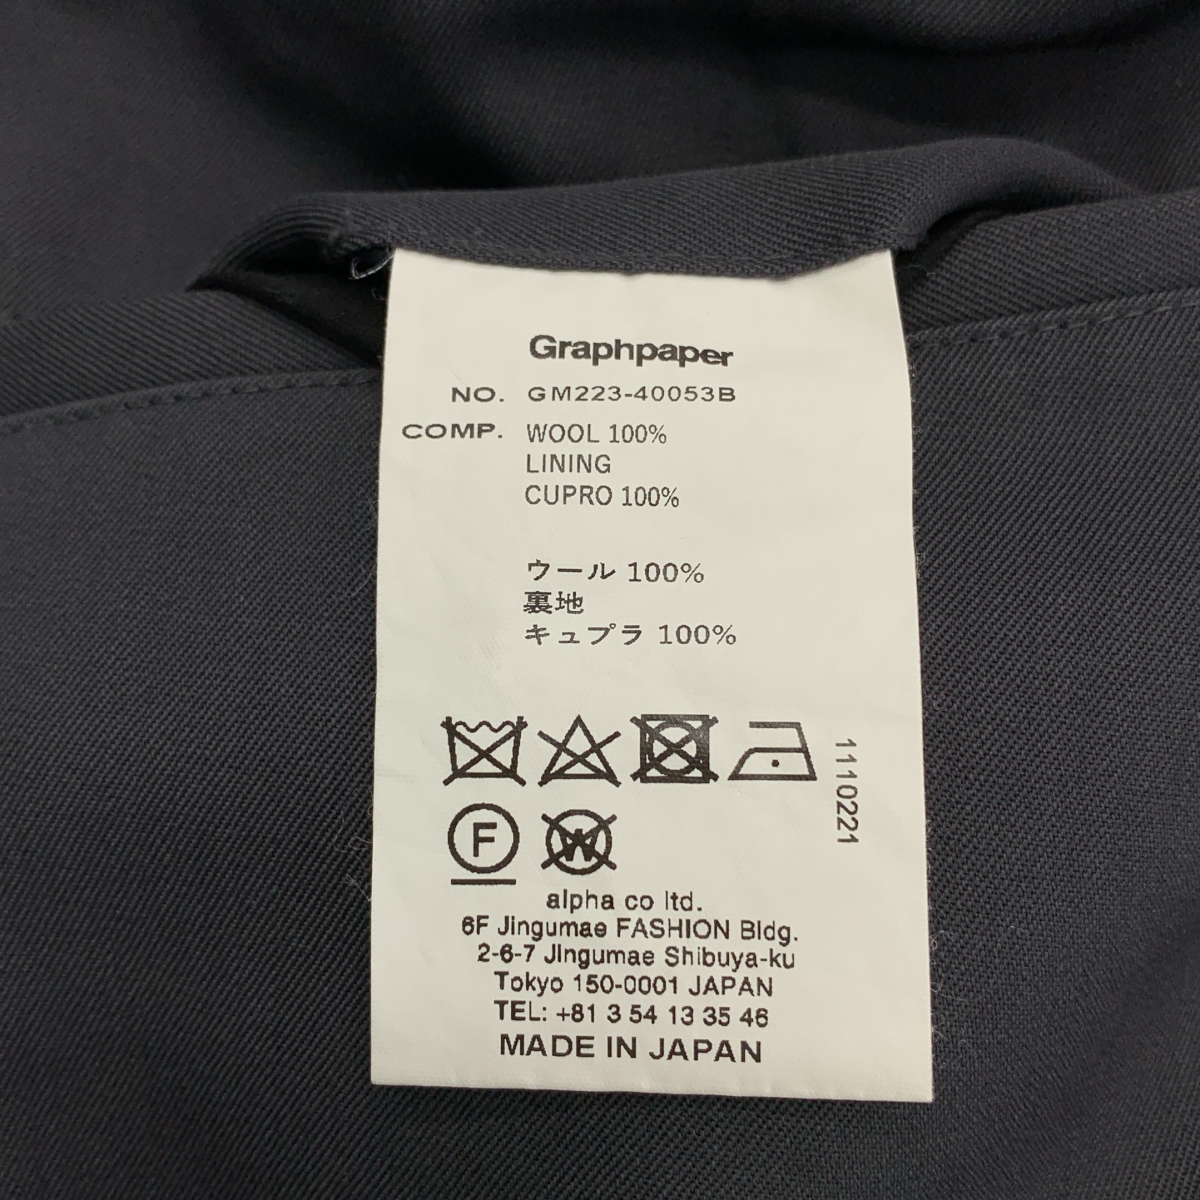 Graphpaper
NO. GM223-40053B
COMP. WOOL 100%
LINING
CUPRO 100%
ウール 100%
裏地
キュプラ 100%
1110221
F W
alpha co ltd.
6F Jingumae FASHION Bldg.
2-6-7 Jingumae Shibuya-ku
Tokyo 150-0001 JAPAN
TEL: +81 3 54 13 35 46
MADE IN JAPAN